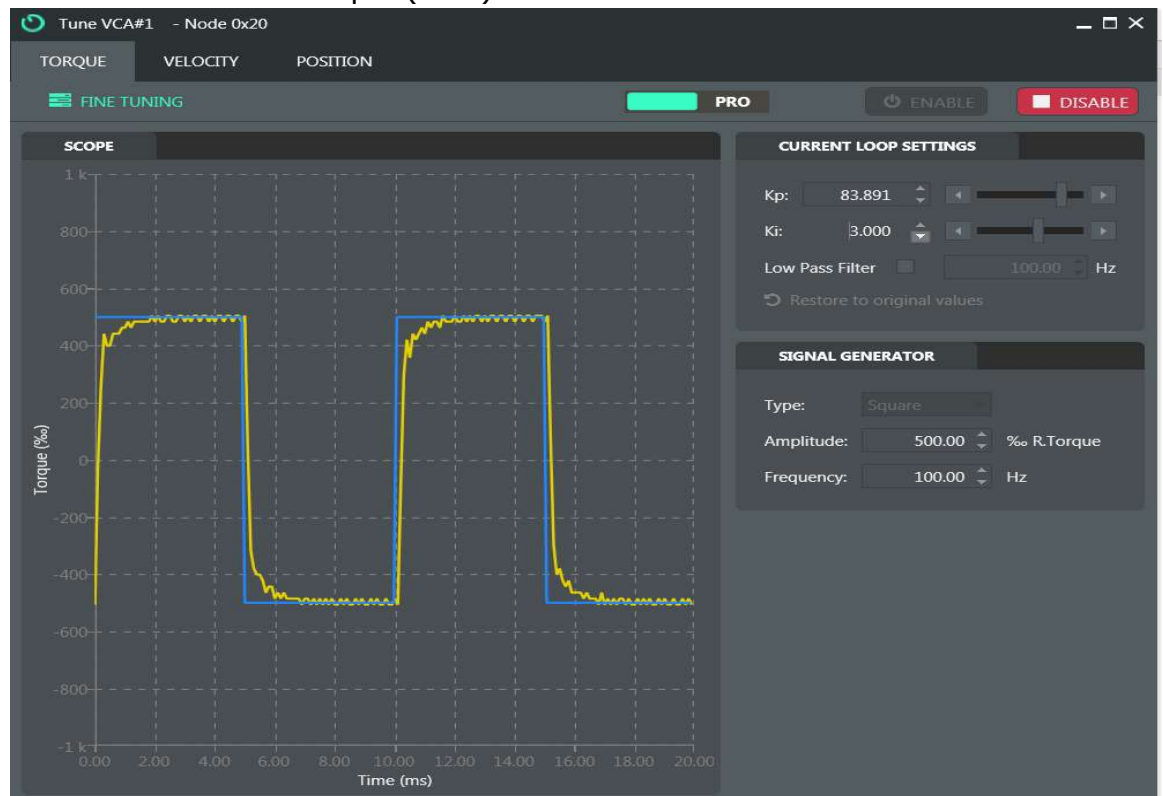 Tune VCA#1 - Node 0x20
TORQUE VELOCITY POSITION
FINE TUNING PRO ENABLE DISABLE
SCOPE
1 k
800
600
400
200
0
-200
-400
-600
-800
-1 k
Torque (‰)
0.00 2.00 4.00 6.00 8.00 10.00 12.00 14.00 16.00 18.00 20.00
Time (ms)
CURRENT LOOP SETTINGS
Kp: 83.891
Ki: 3.000
Low Pass Filter 100.00 Hz
Restore to original values
SIGNAL GENERATOR
Type: Square
Amplitude: 500.00 ‰ R.Torque
Frequency: 100.00 Hz